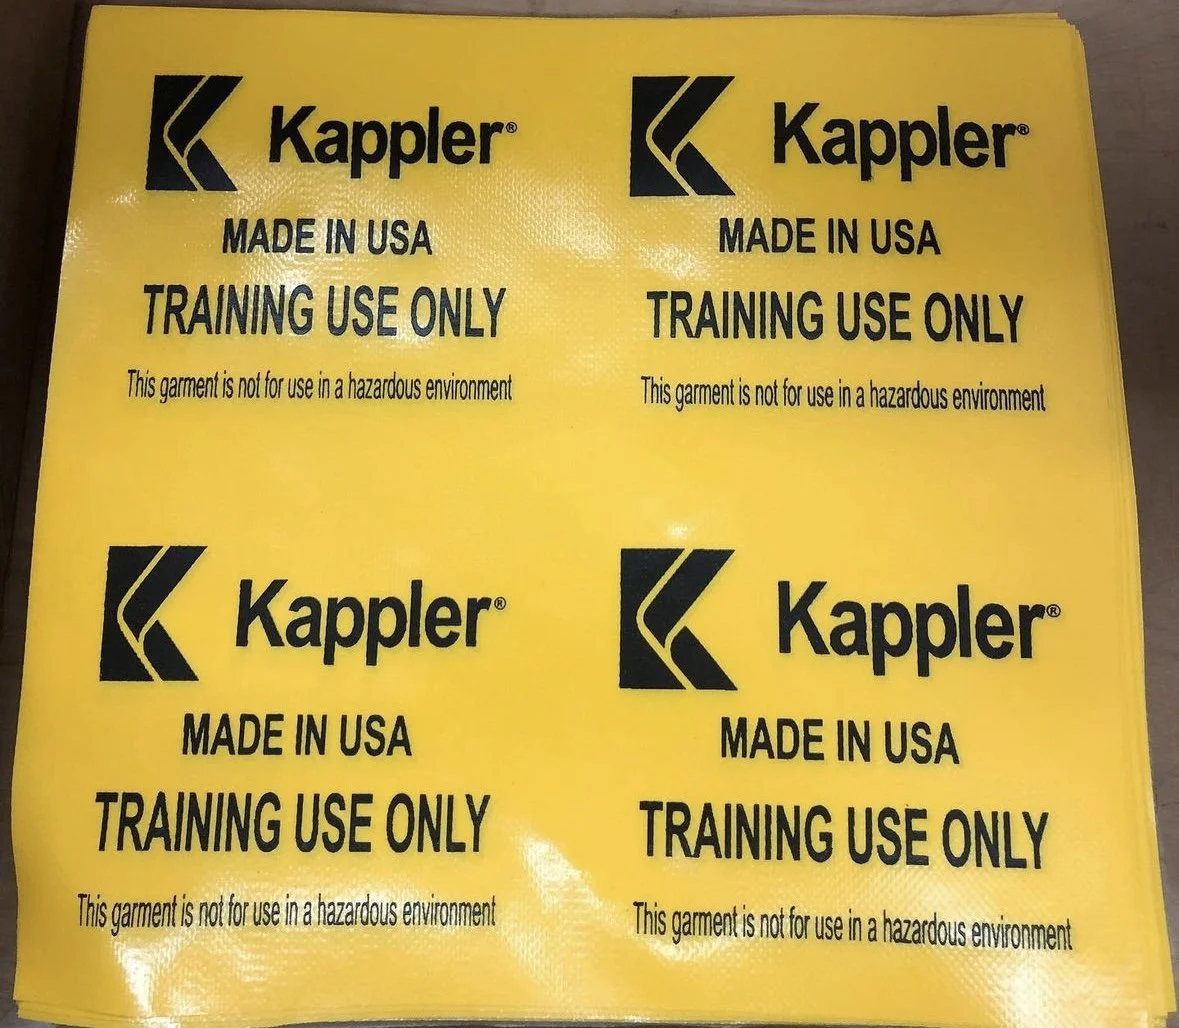 Kappler®
MADE IN USA
TRAINING USE ONLY
This garment is not for use in a hazardous environment
Kappler®
MADE IN USA
TRAINING USE ONLY
This garment is not for use in a hazardous environment
Kappler®
MADE IN USA
TRAINING USE ONLY
This garment is not for use in a hazardous environment
Kappler®
MADE IN USA
TRAINING USE ONLY
This garment is not for use in a hazardous environment